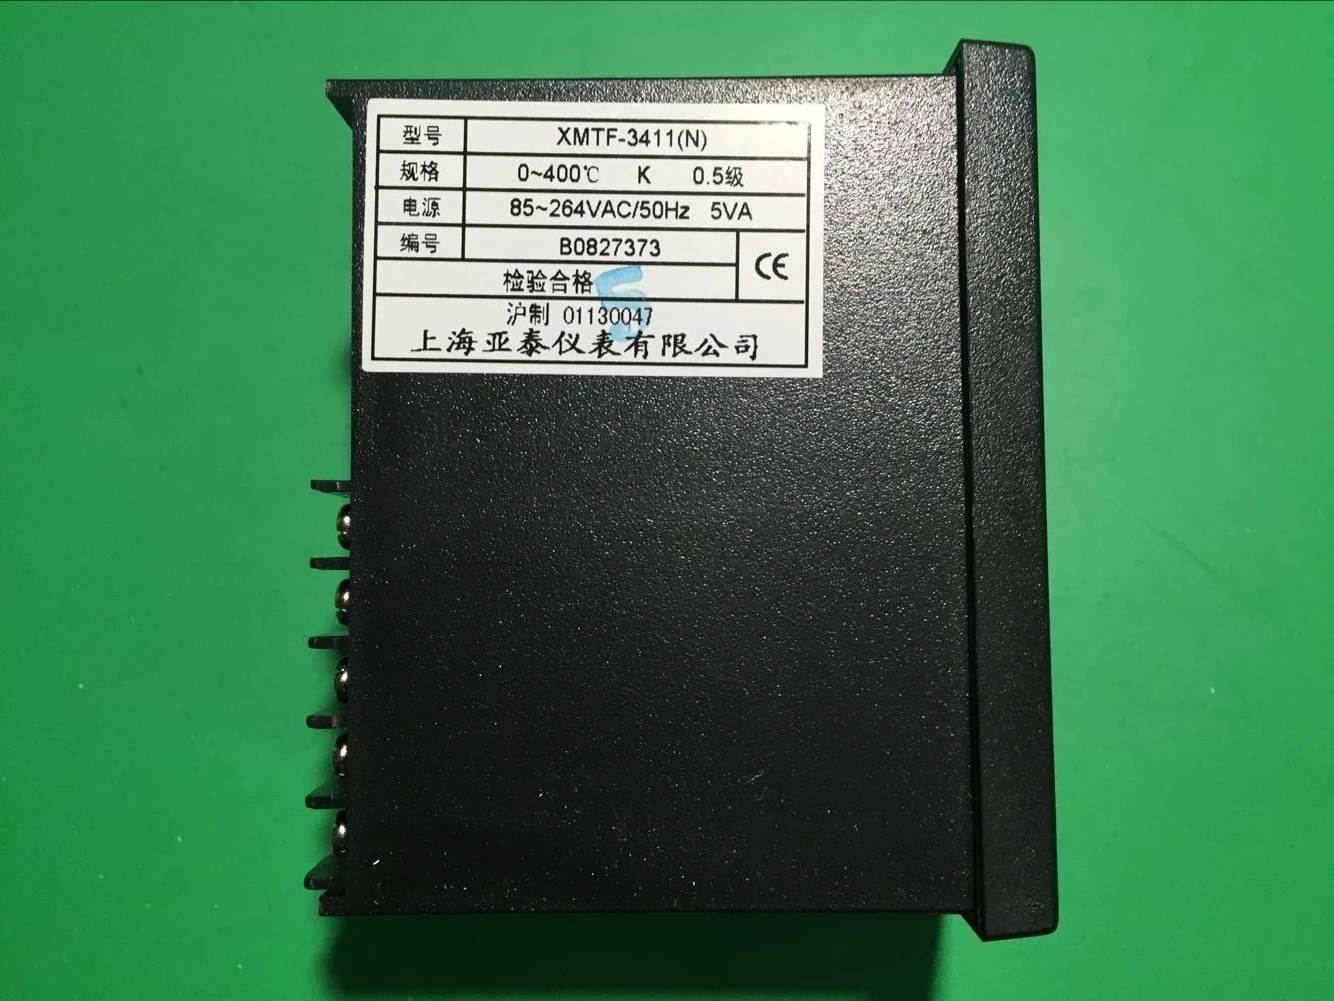 型号 XMTF-3411(N)
规格 0~400℃ K 0.5级
电源 85~264VAC/50Hz 5VA
编号 B0827373
CE
检验合格
沪制 01130047
上海亚泰仪表有限公司